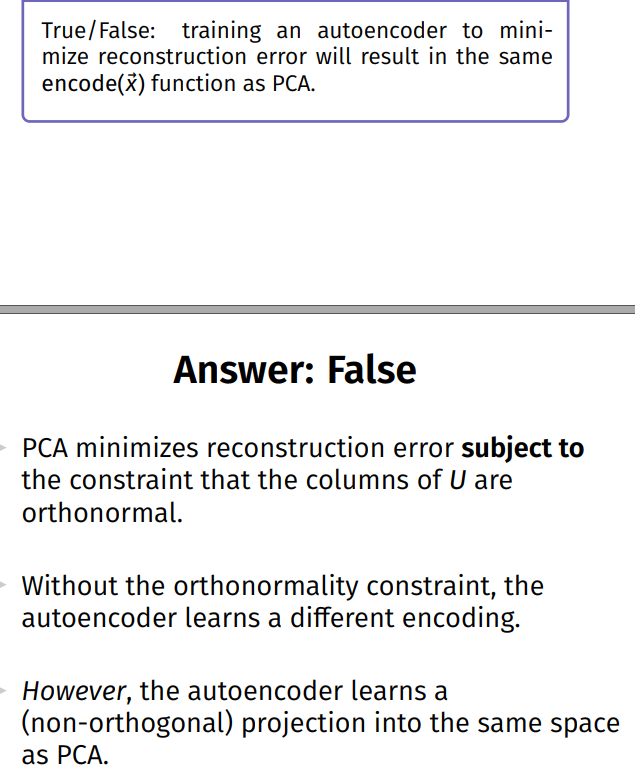 True/False: training an autoencoder to mini-
mize reconstruction error will result in the same
encode(x⃗) function as PCA.
Answer: False
PCA minimizes reconstruction error subject to
the constraint that the columns of U are
orthonormal.
Without the orthonormality constraint, the
autoencoder learns a different encoding.
However, the autoencoder learns a
(non-orthogonal) projection into the same space
as PCA.